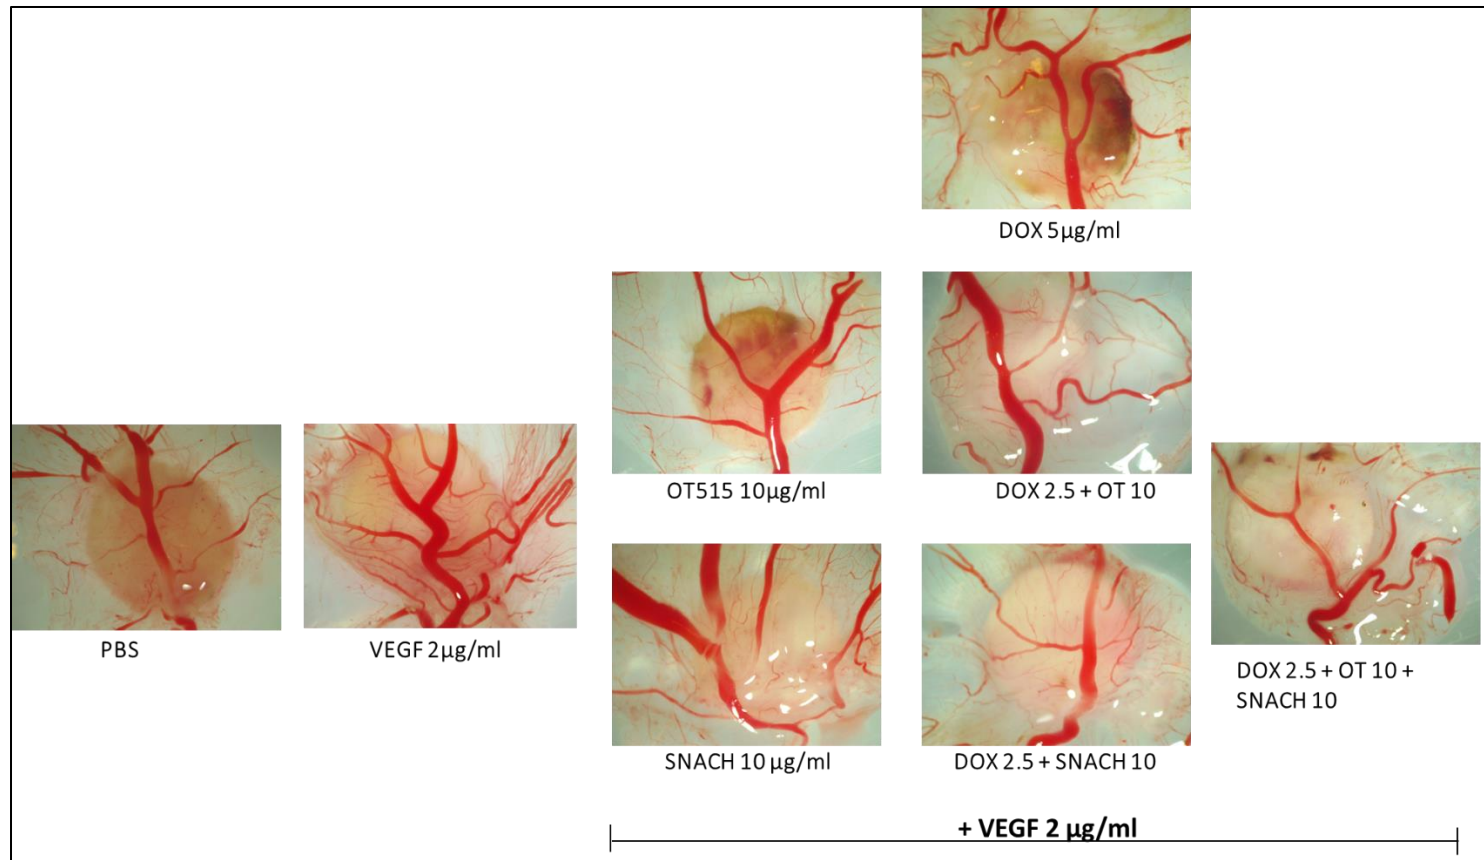 DOX 5µg/ml
OT515 10µg/ml
DOX 2.5 + OT 10
PBS
VEGF 2µg/ml
DOX 2.5 + OT 10 +
SNACH 10
SNACH 10 µg/ml
DOX 2.5 + SNACH 10
+ VEGF 2 µg/ml